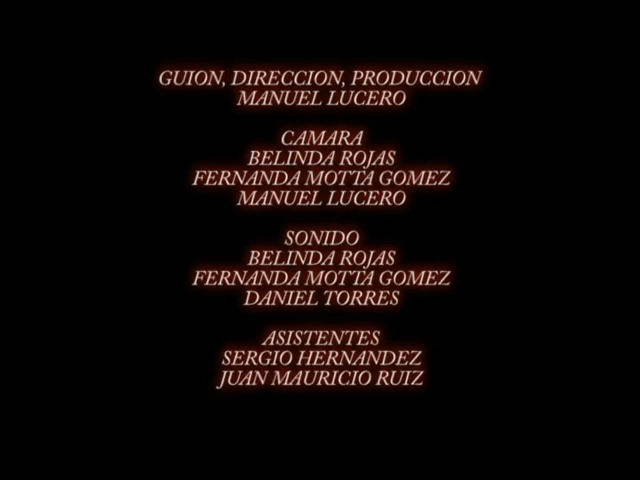 GUION, DIRECCION, PRODUCCION
MANUEL LUCERO
CAMARA
BELINDA ROJAS
FERNANDA MOTTA GOMEZ
MANUEL LUCERO
SONIDO
BELINDA ROJAS
FERNANDA MOTTA GOMEZ
DANIEL TORRES
ASISTENTES
SERGIO HERNANDEZ
JUAN MAURICIO RUIZ